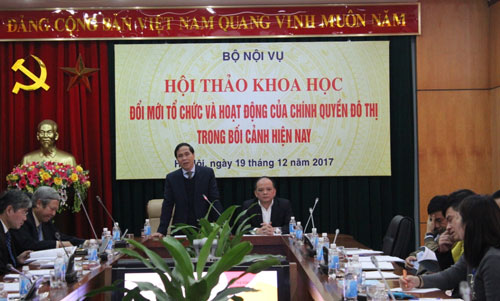 ĐẢNG CỘNG SẢN VIỆT NAM QUANG VINH MUÔN NĂM
BỘ NỘI VỤ
HỘI THẢO KHOA HỌC
ĐỔI MỚI TỔ CHỨC VÀ HOẠT ĐỘNG CỦA CHÍNH QUYỀN ĐÔ THỊ
TRONG BỐI CẢNH HIỆN NAY
Hà Nội, ngày 19 tháng 12 năm 2017